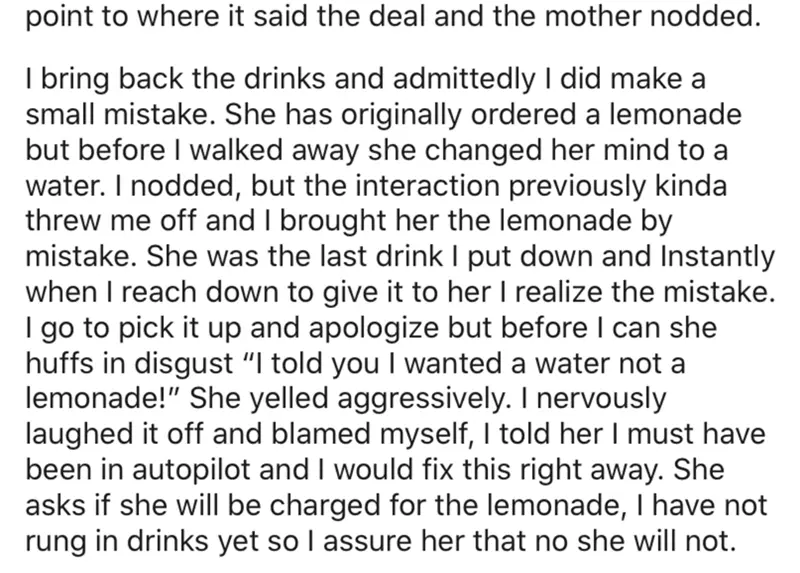 point to where it said the deal and the mother nodded.
I bring back the drinks and admittedly I did make a
small mistake. She has originally ordered a lemonade
but before I walked away she changed her mind to a
water. I nodded, but the interaction previously kinda
threw me off and I brought her the lemonade by
mistake. She was the last drink I put down and Instantly
when I reach down to give it to her I realize the mistake.
I go to pick it up and apologize but before I can she
huffs in disgust “I told you I wanted a water not a
lemonade!” She yelled aggressively. I nervously
laughed it off and blamed myself, I told her I must have
been in autopilot and I would fix this right away. She
asks if she will be charged for the lemonade, I have not
rung in drinks yet so I assure her that no she will not.